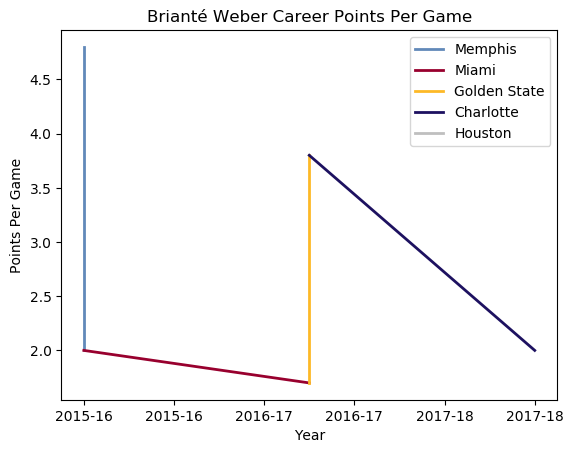 Brianté Weber Career Points Per Game
Memphis
Miami
Golden State
Charlotte
Houston
Points Per Game
4.5
4.0
3.5
3.0
2.5
2.0
2015-16 2015-16 2016-17 2016-17 2017-18 2017-18
Year